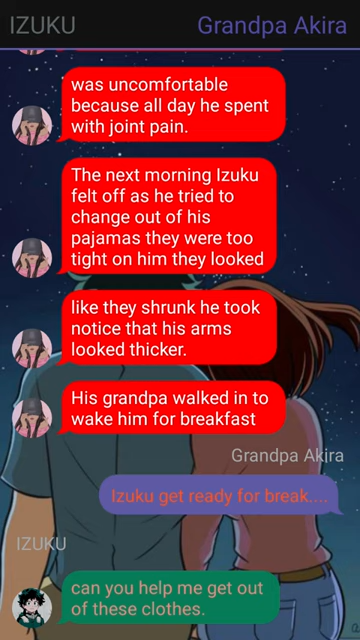 IZUKU
Grandpa Akira
was uncomfortable
because all day he spent
with joint pain.
The next morning Izuku
felt off as he tried to
change out of his
pajamas they were too
tight on him they looked
like they shrunk he took
notice that his arms
looked thicker.
His grandpa walked in to
wake him for breakfast
Grandpa Akira
Izuku get ready for break....
IZUKU
can you help me get out
of these clothes.